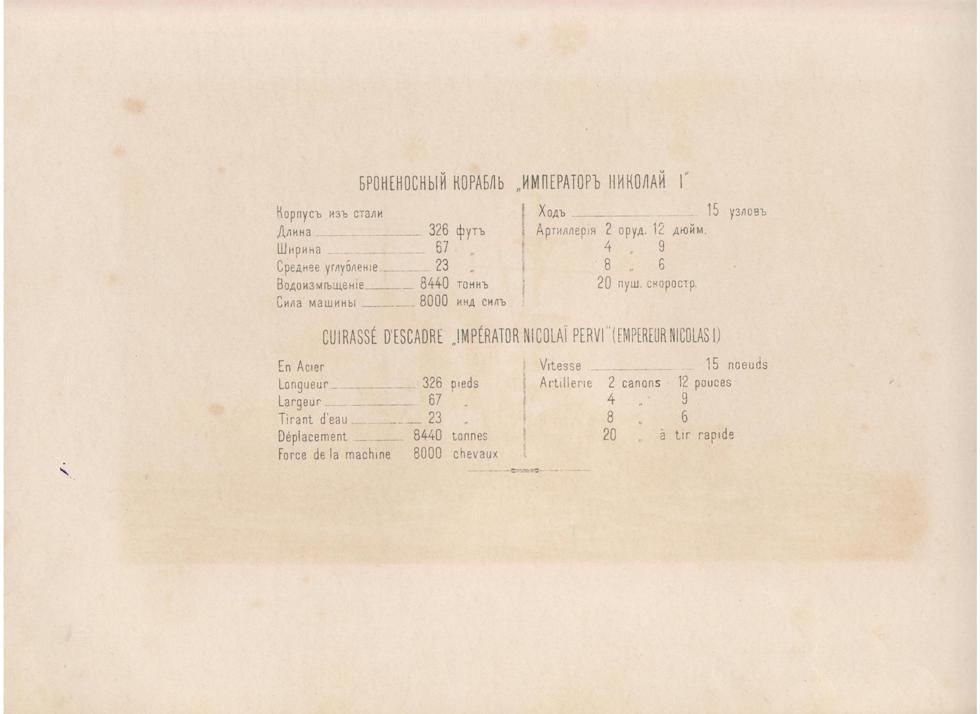 БРОНЕНОСНЫЙ КОРАБЛЬ „ИМПЕРАТОРЪ НИКОЛАЙ I“
Корпусъ изъ стали
Длина 326 футъ
Ширина 67 „
Среднее углубленіе 23 „
Водоизмѣщеніе 8440 тоннъ
Сила машины 8000 инд силъ
Ходъ 15 узловъ
Артиллерія 2 оруд. 12 дюйм.
4 „ 9
8 „ 6
20 пуш. скоростр.
CUIRASSÉ D'ESCADRE „IMPÉRATOR NICOLAÏ PERVI“ (EMPEREUR NICOLAS I)
En Acier
Longueur 326 pieds
Largeur 67 „
Tirant d'eau 23 „
Déplacement 8440 tonnes
Force de la machine 8000 chevaux
Vitesse 15 noeuds
Artillerie 2 canons 12 pouces
4 „ 9
8 „ 6
20 „ à tir rapide